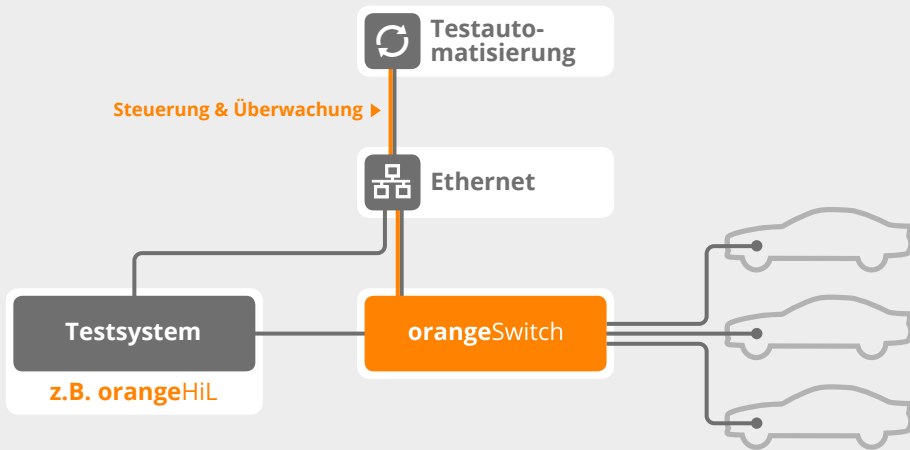 Testauto-
matisierung
Steuerung & Überwachung
Ethernet
Testsystem
orangeSwitch
z.B. orangeHiL